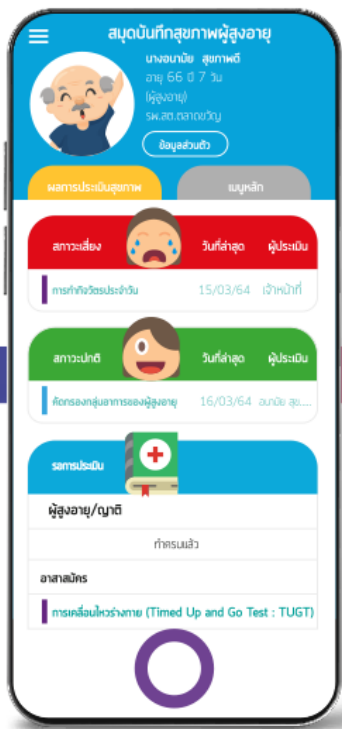 สมุดบันทึกสุขภาพผู้สูงอายุ
นางอนามัย สุขภาพดี
อายุ 66 ปี 7 วัน
(ผู้สูงอายุ)
รพ.สต.ตลาดขวัญ
ข้อมูลส่วนตัว
ผลการประเมินสุขภาพ เมนูหลัก
สภาวะเสี่ยง วันที่ล่าสุด ผู้ประเมิน
การทำกิจวัตรประจำวัน 15/03/64 เจ้าหน้าที่
สภาวะปกติ วันที่ล่าสุด ผู้ประเมิน
คัดกรองกลุ่มอาการของผู้สูงอายุ 16/03/64 อนามัย สุข....
รอการประเมิน
ผู้สูงอายุ/ญาติ
ทำครบแล้ว
อาสาสมัคร
การเคลื่อนไหวร่างกาย (Timed Up and Go Test : TUGT)